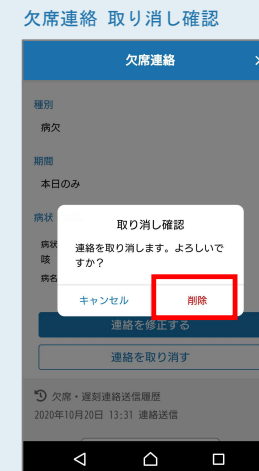 欠席連絡 取り消し確認
欠席連絡
種別
病欠
期間
本日のみ
病状
病状
咳
病名
取り消し確認
連絡を取り消します。よろしいで
すか？
キャンセル
削除
連絡を修正する
連絡を取り消す
欠席・遅刻連絡送信履歴
2020年10月20日 13:31 連絡送信